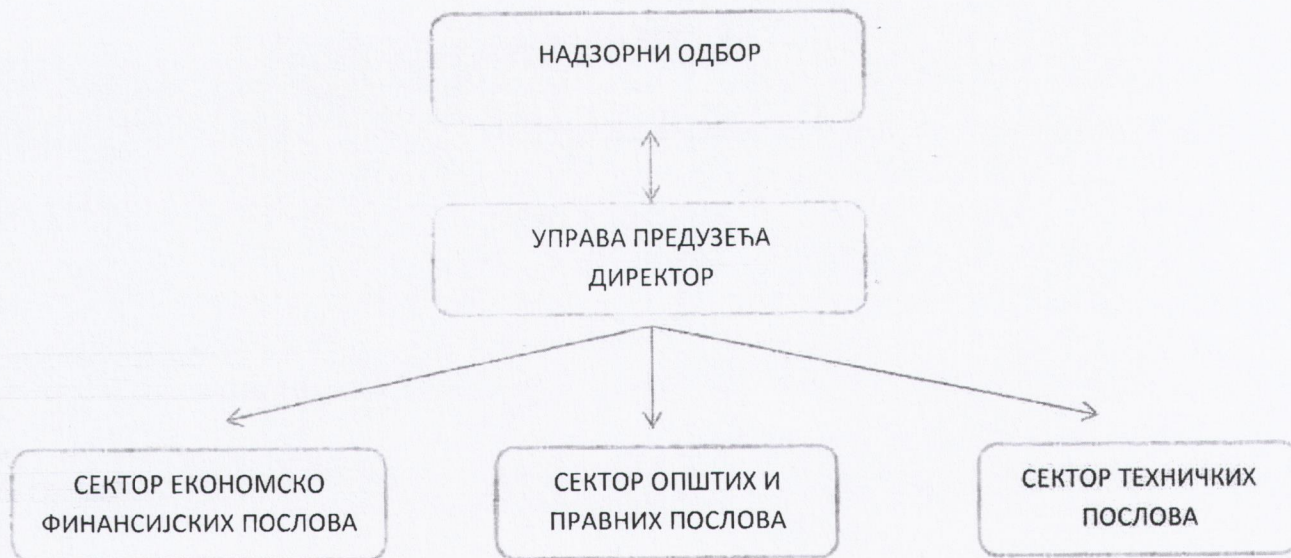 НАДЗОРНИ ОДБОР
УПРАВА ПРЕДУЗЕЋА
ДИРЕКТОР
СЕКТОР ЕКОНОМСКО
ФИНАНСИЈСКИХ ПОСЛОВА
СЕКТОР ОПШТИХ И
ПРАВНИХ ПОСЛОВА
СЕКТОР ТЕХНИЧКИХ
ПОСЛОВА